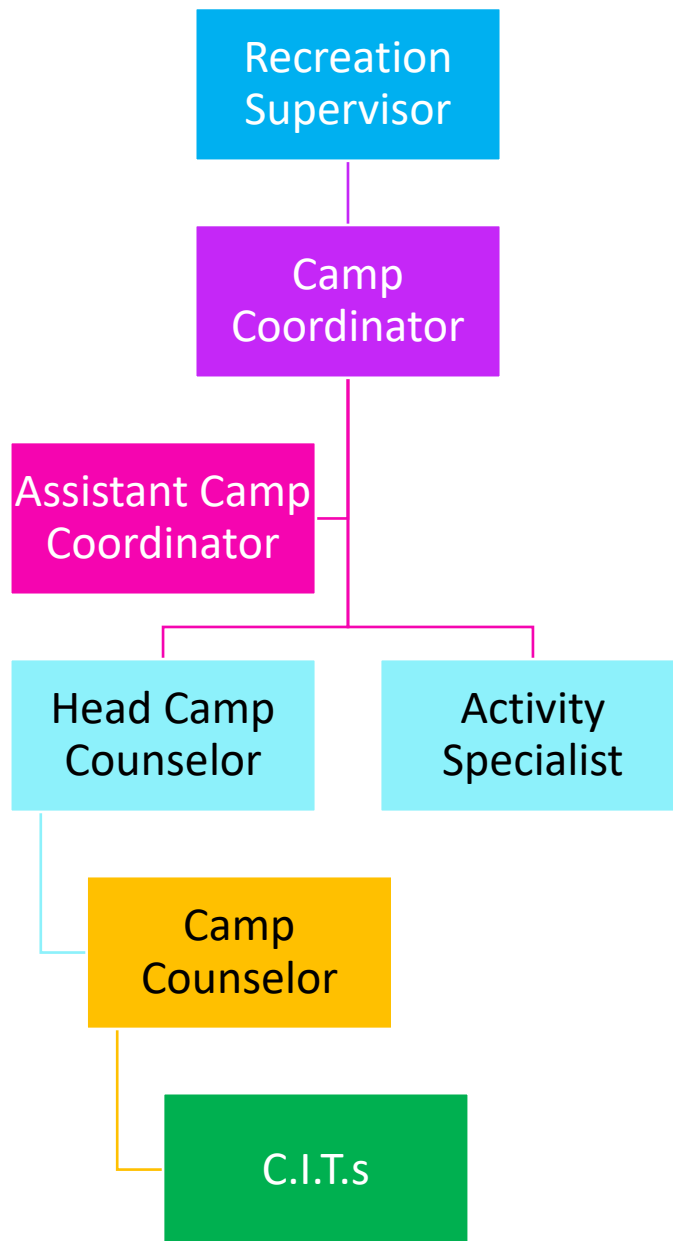 Recreation
Supervisor
Camp
Coordinator
Assistant Camp
Coordinator
Head Camp
Counselor
Activity
Specialist
Camp
Counselor
C.I.T.s